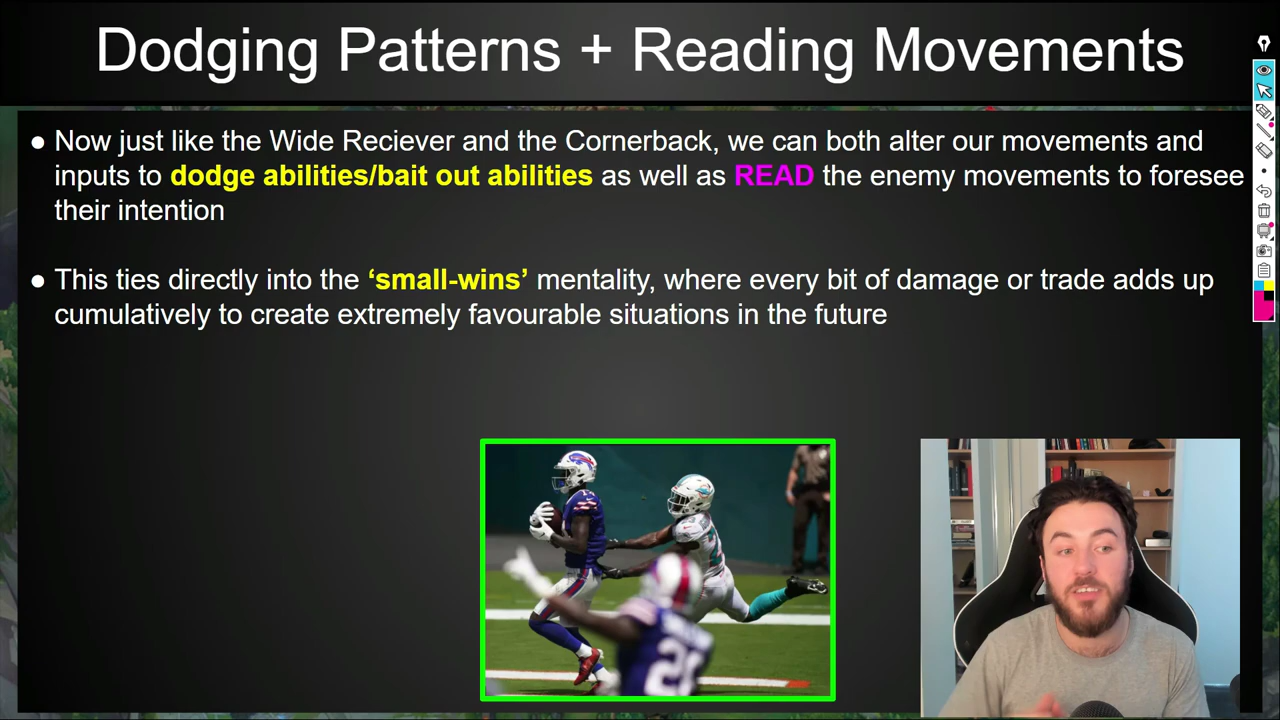 Dodging Patterns + Reading Movements
● Now just like the Wide Reciever and the Cornerback, we can both alter our movements and
inputs to dodge abilities/bait out abilities as well as READ the enemy movements to foresee
their intention
● This ties directly into the ‘small-wins’ mentality, where every bit of damage or trade adds up
cumulatively to create extremely favourable situations in the future